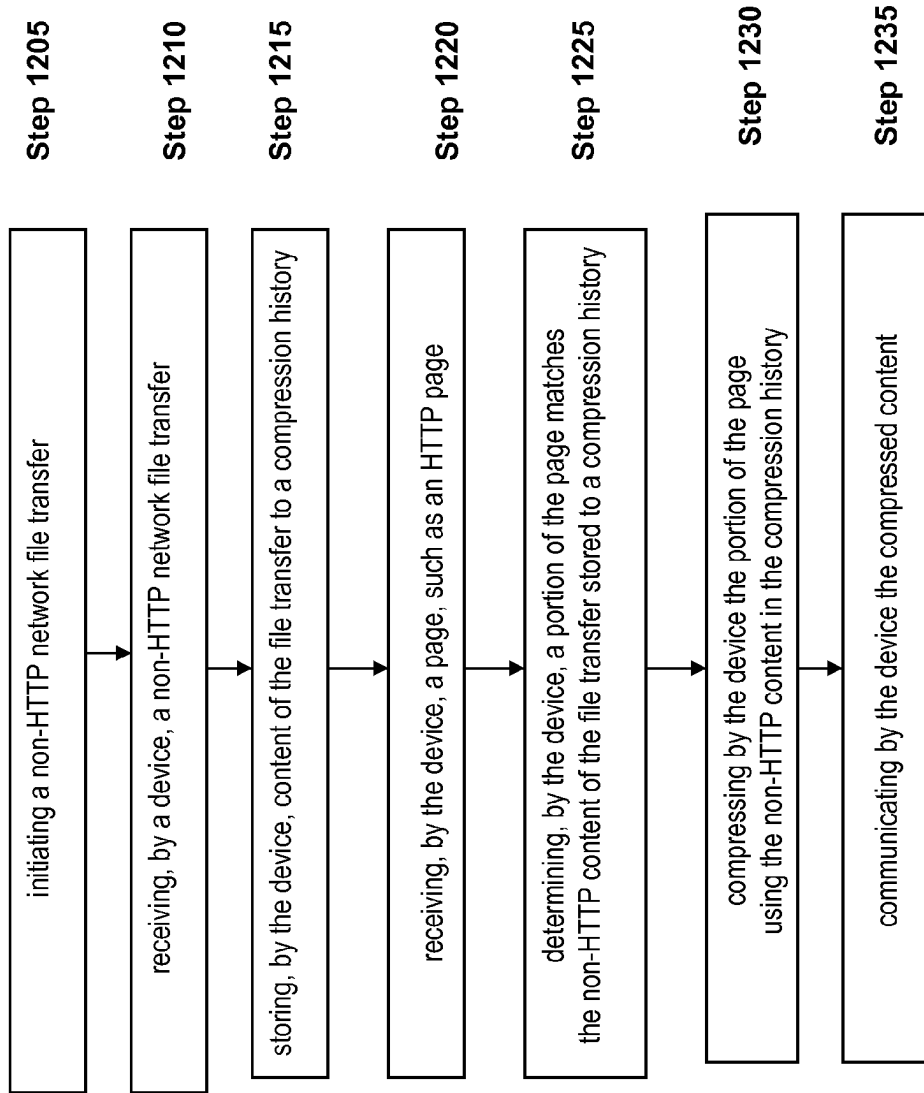 initiating a non-HTTP network file transfer
Step 1205
receiving, by a device, a non-HTTP network file transfer
Step 1210
storing, by the device, content of the file transfer to a compression history
Step 1215
receiving, by the device, a page, such as an HTTP page
Step 1220
determining, by the device, a portion of the page matches
the non-HTTP content of the file transfer stored to a compression history
Step 1225
compressing by the device the portion of the page
using the non-HTTP content in the compression history
Step 1230
communicating by the device the compressed content
Step 1235